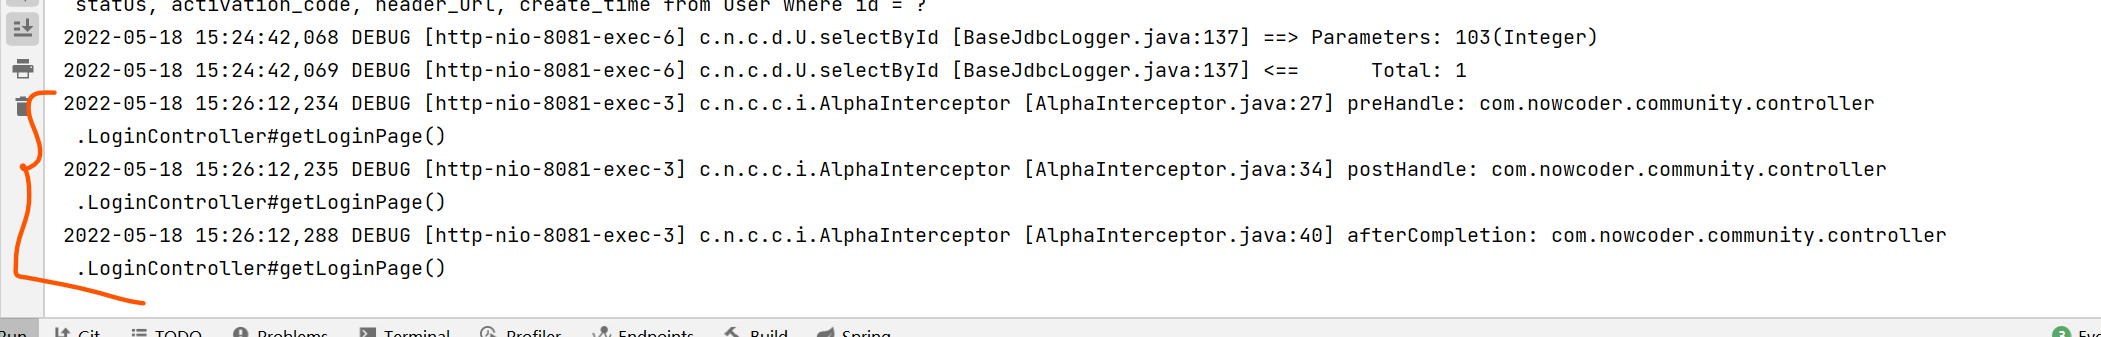 status, activation_code, header_url, create_time from user where id = ?
2022-05-18 15:24:42,068 DEBUG [http-nio-8081-exec-6] c.n.c.d.U.selectById [BaseJdbcLogger.java:137] ==> Parameters: 103(Integer)
2022-05-18 15:24:42,069 DEBUG [http-nio-8081-exec-6] c.n.c.d.U.selectById [BaseJdbcLogger.java:137] <==      Total: 1
2022-05-18 15:26:12,234 DEBUG [http-nio-8081-exec-3] c.n.c.c.i.AlphaInterceptor [AlphaInterceptor.java:27] preHandle: com.nowcoder.community.controller
.LoginController#getLoginPage()
2022-05-18 15:26:12,235 DEBUG [http-nio-8081-exec-3] c.n.c.c.i.AlphaInterceptor [AlphaInterceptor.java:34] postHandle: com.nowcoder.community.controller
.LoginController#getLoginPage()
2022-05-18 15:26:12,288 DEBUG [http-nio-8081-exec-3] c.n.c.c.i.AlphaInterceptor [AlphaInterceptor.java:40] afterCompletion: com.nowcoder.community.controller
.LoginController#getLoginPage()
Run Git TODO Problems Terminal Profiler Endpoints Build Spring 3